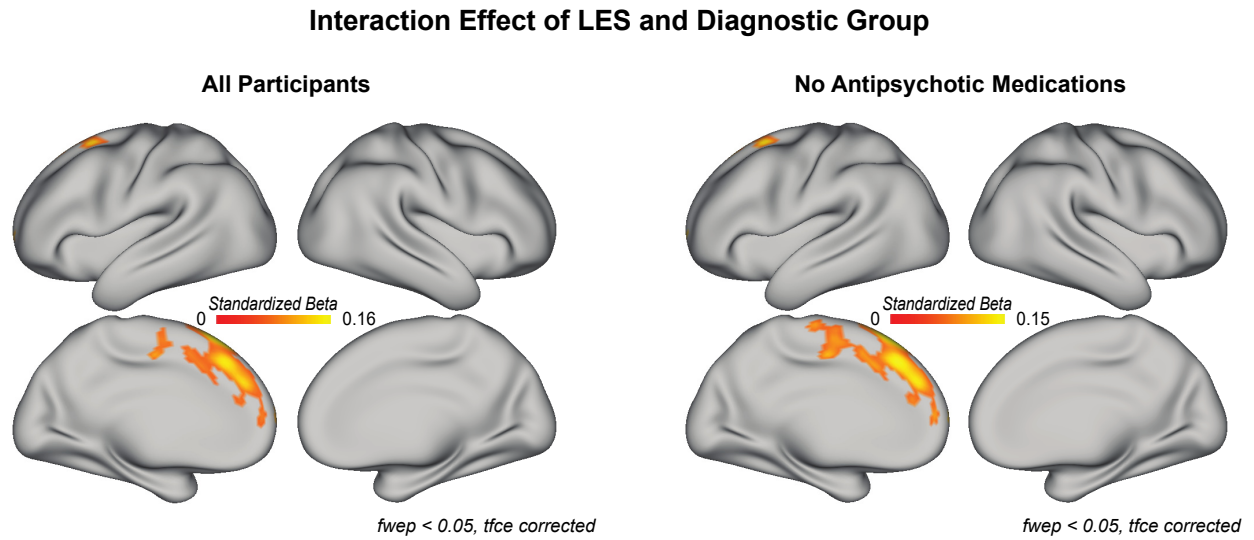 Interaction Effect of LES and Diagnostic Group
All Participants
No Antipsychotic Medications
Standardized Beta
0 0.16
Standardized Beta
0 0.15
fwep < 0.05, tfce corrected
fwep < 0.05, tfce corrected